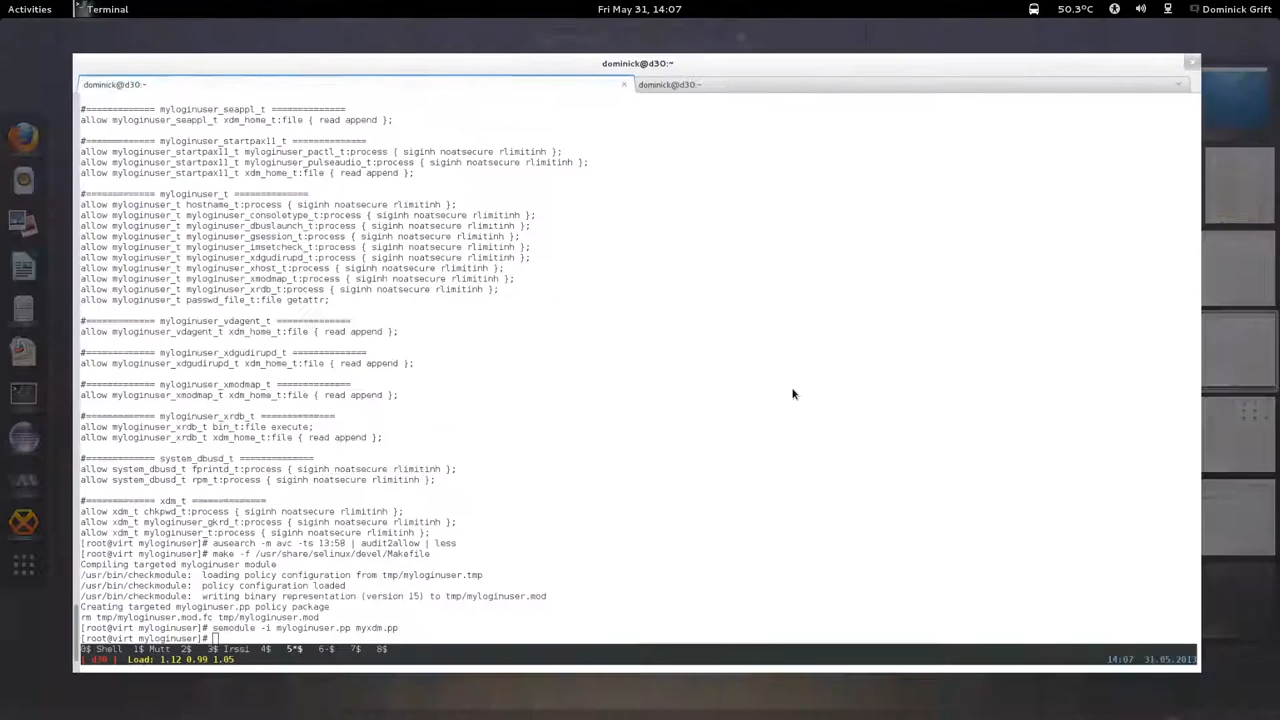 Activities
Terminal
Fri May 31, 14:07
50.3°C
Dominick Grift
dominick@d30:~
dominick@d30:~
dominick@d30:~
#============= myloginuser_seappl_t ==============
allow myloginuser_seappl_t xdm_home_t:file { read append };
#============= myloginuser_startpax11_t ==============
allow myloginuser_startpax11_t myloginuser_pactl_t:process { siginh noatsecure rlimitinh };
allow myloginuser_startpax11_t myloginuser_pulseaudio_t:process { siginh noatsecure rlimitinh };
allow myloginuser_startpax11_t xdm_home_t:file { read append };
#============= myloginuser_t ==============
allow myloginuser_t hostname_t:process { siginh noatsecure rlimitinh };
allow myloginuser_t myloginuser_consoletype_t:process { siginh noatsecure rlimitinh };
allow myloginuser_t myloginuser_dbuslaunch_t:process { siginh noatsecure rlimitinh };
allow myloginuser_t myloginuser_gsession_t:process { siginh noatsecure rlimitinh };
allow myloginuser_t myloginuser_imsetcheck_t:process { siginh noatsecure rlimitinh };
allow myloginuser_t myloginuser_xdgudirupd_t:process { siginh noatsecure rlimitinh };
allow myloginuser_t myloginuser_xhost_t:process { siginh noatsecure rlimitinh };
allow myloginuser_t myloginuser_xmodmap_t:process { siginh noatsecure rlimitinh };
allow myloginuser_t myloginuser_xrdb_t:process { siginh noatsecure rlimitinh };
allow myloginuser_t passwd_file_t:file getattr;
#============= myloginuser_vdagent_t ==============
allow myloginuser_vdagent_t xdm_home_t:file { read append };
#============= myloginuser_xdgudirupd_t ==============
allow myloginuser_xdgudirupd_t xdm_home_t:file { read append };
#============= myloginuser_xmodmap_t ==============
allow myloginuser_xmodmap_t xdm_home_t:file { read append };
#============= myloginuser_xrdb_t ==============
allow myloginuser_xrdb_t bin_t:file execute;
allow myloginuser_xrdb_t xdm_home_t:file { read append };
#============= system_dbusd_t ==============
allow system_dbusd_t fprintd_t:process { siginh noatsecure rlimitinh };
allow system_dbusd_t rpm_t:process { siginh noatsecure rlimitinh };
#============= xdm_t ==============
allow xdm_t chkpwd_t:process { siginh noatsecure rlimitinh };
allow xdm_t myloginuser_gkrd_t:process { siginh noatsecure rlimitinh };
allow xdm_t myloginuser_t:process { siginh noatsecure rlimitinh };
[root@virt myloginuser]# ausearch -m avc -ts 13:58 | audit2allow | less
[root@virt myloginuser]# make -f /usr/share/selinux/devel/Makefile
Compiling targeted myloginuser module
/usr/bin/checkmodule:  loading policy configuration from tmp/myloginuser.tmp
/usr/bin/checkmodule:  policy configuration loaded
/usr/bin/checkmodule:  writing binary representation (version 15) to tmp/myloginuser.mod
Creating targeted myloginuser.pp policy package
rm tmp/myloginuser.mod.fc tmp/myloginuser.mod
[root@virt myloginuser]# semodule -i myloginuser.pp myxdm.pp
[root@virt myloginuser]#
0$ Shell  1$ Mutt  2$  3$ Irssi  4$  5*$  6-$  7$  8$
[ d30 ]  Load: 1.12 0.99 1.05  14:07  31.05.2013